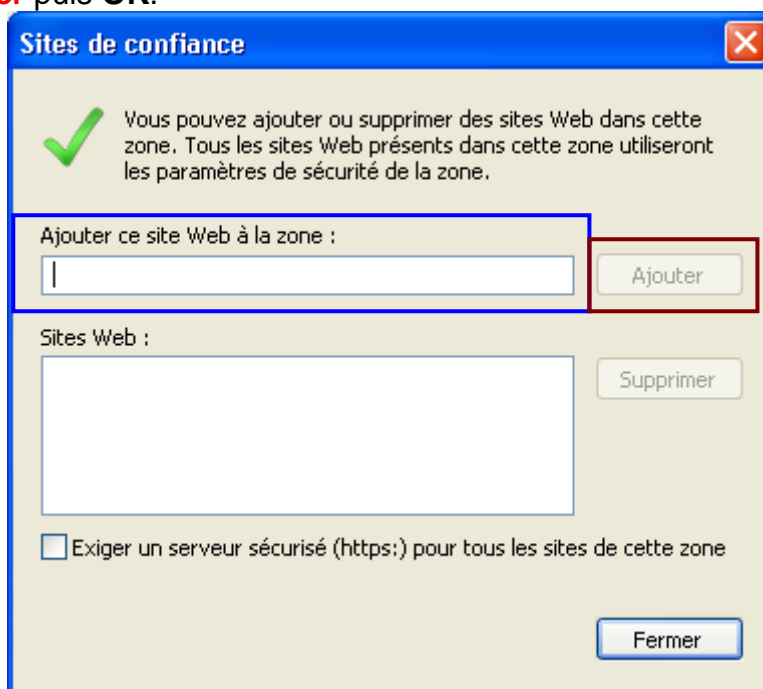 puis OK.
Sites de confiance
Vous pouvez ajouter ou supprimer des sites Web dans cette
zone. Tous les sites Web présents dans cette zone utiliseront
les paramètres de sécurité de la zone.
Ajouter ce site Web à la zone :
Ajouter
Sites Web :
Supprimer
Exiger un serveur sécurisé (https:) pour tous les sites de cette zone
Fermer